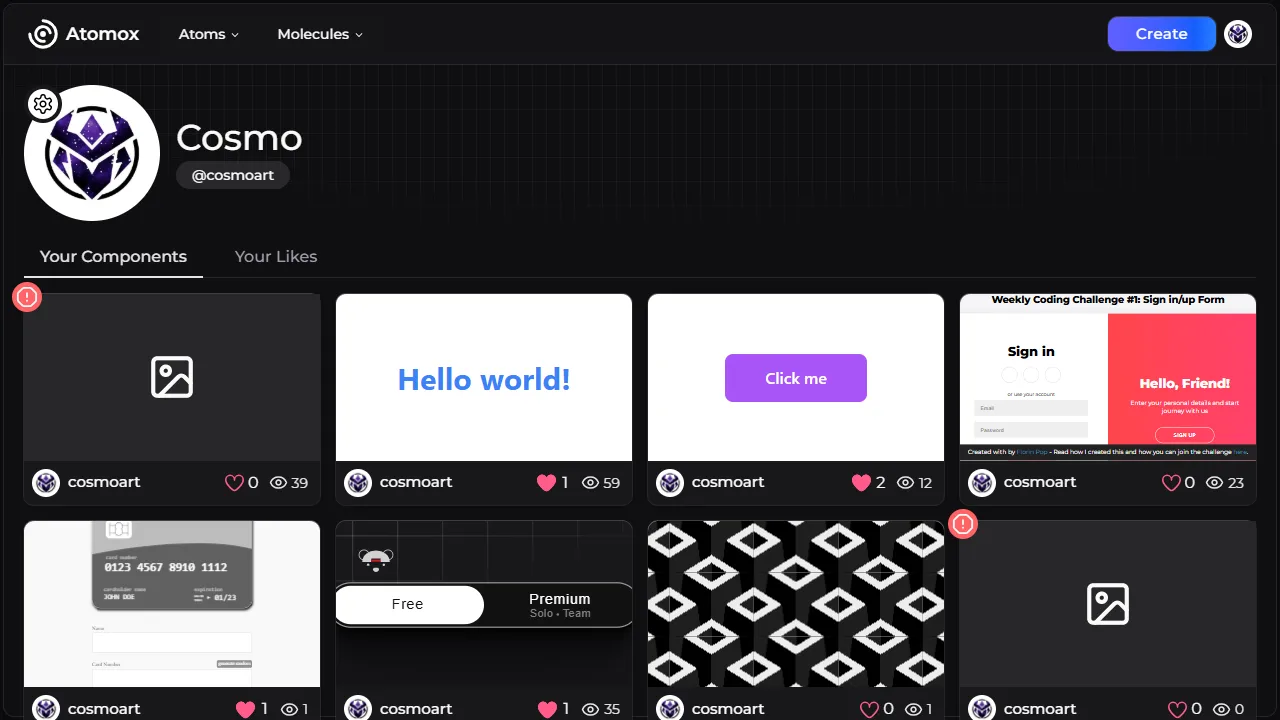 Atomox Atoms Molecules Create
Cosmo
@cosmoart
Your Components Your Likes
Hello world!
Click me
Weekly Coding Challenge #1: Sign in/up Form
Sign in
or use your account
Email
Password
Hello, Friend!
Enter your personal details and start
journey with us
SIGN UP
Created with by Florin Pop - Read how I created this and how you can join the challenge here.
cosmoart 0 39
cosmoart 1 59
cosmoart 2 12
cosmoart 0 23
card number
0123 4567 8910 1112
cardholder name expiration
JOHN DOE 01/23
Name
Card Number generate random
Free
Premium
Solo • Team
cosmoart 1 1
cosmoart 1 35
cosmoart 0 1
cosmoart 0 0